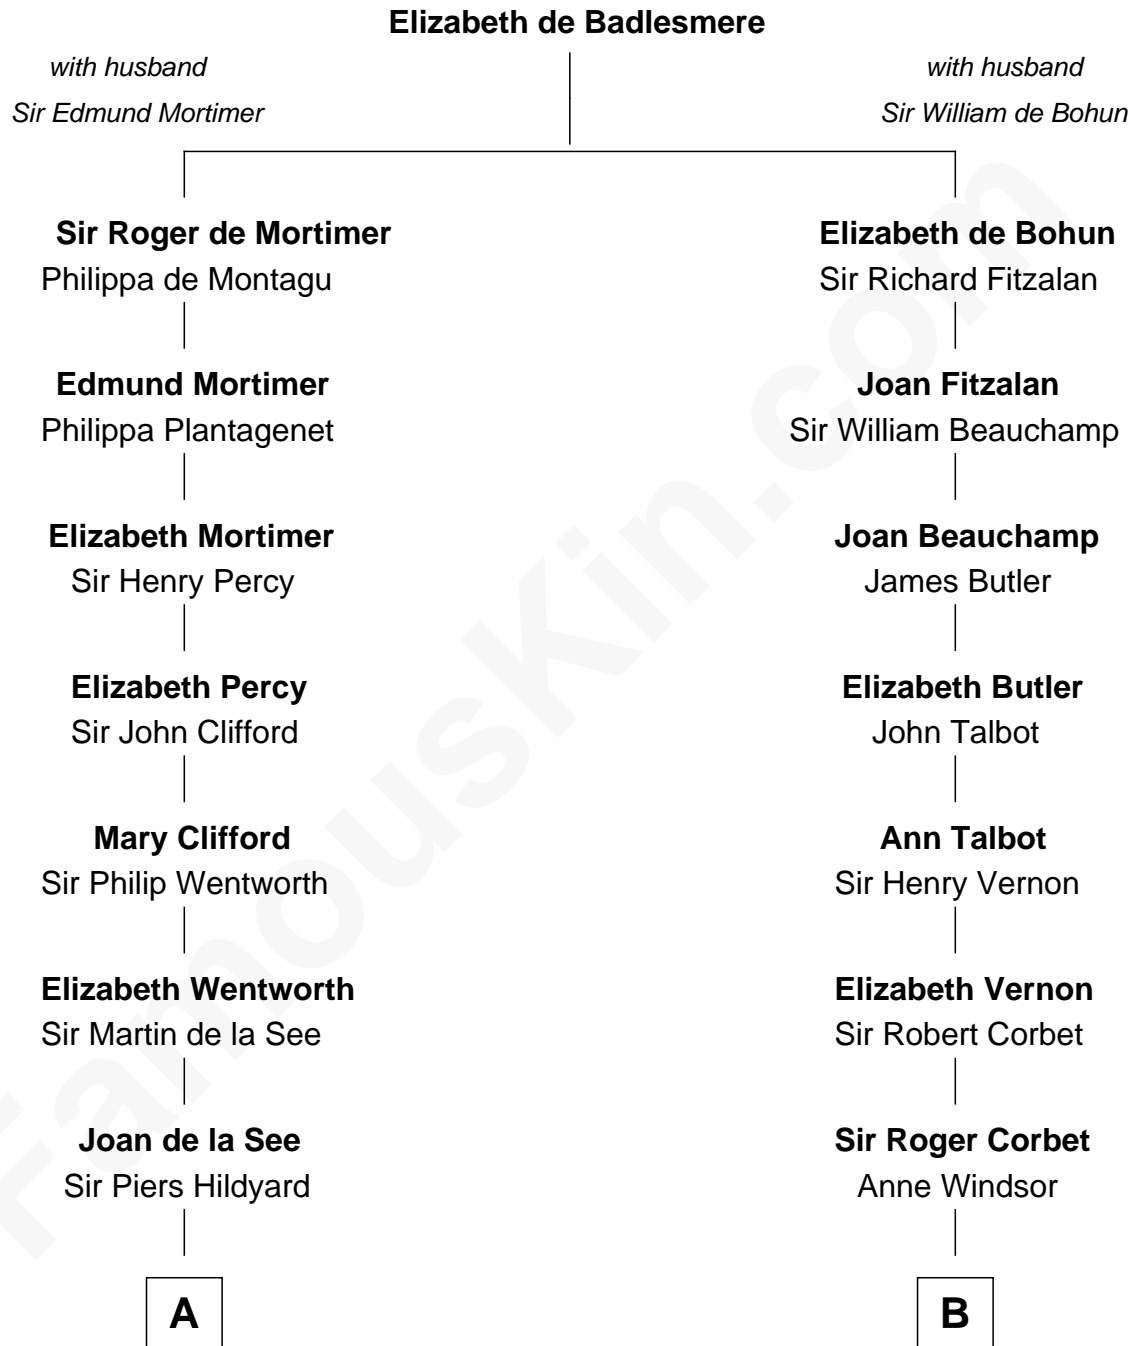 Elizabeth de Badlesmere
with husband
Sir Edmund Mortimer
with husband
Sir William de Bohun
Sir Roger de Mortimer
Philippa de Montagu
Elizabeth de Bohun
Sir Richard Fitzalan
Edmund Mortimer
Philippa Plantagenet
Joan Fitzalan
Sir William Beauchamp
Elizabeth Mortimer
Sir Henry Percy
Joan Beauchamp
James Butler
Elizabeth Percy
Sir John Clifford
Elizabeth Butler
John Talbot
Mary Clifford
Sir Philip Wentworth
Ann Talbot
Sir Henry Vernon
Elizabeth Wentworth
Sir Martin de la See
Elizabeth Vernon
Sir Robert Corbet
Joan de la See
Sir Piers Hildyard
Sir Roger Corbet
Anne Windsor
A
B
FamousKin.com